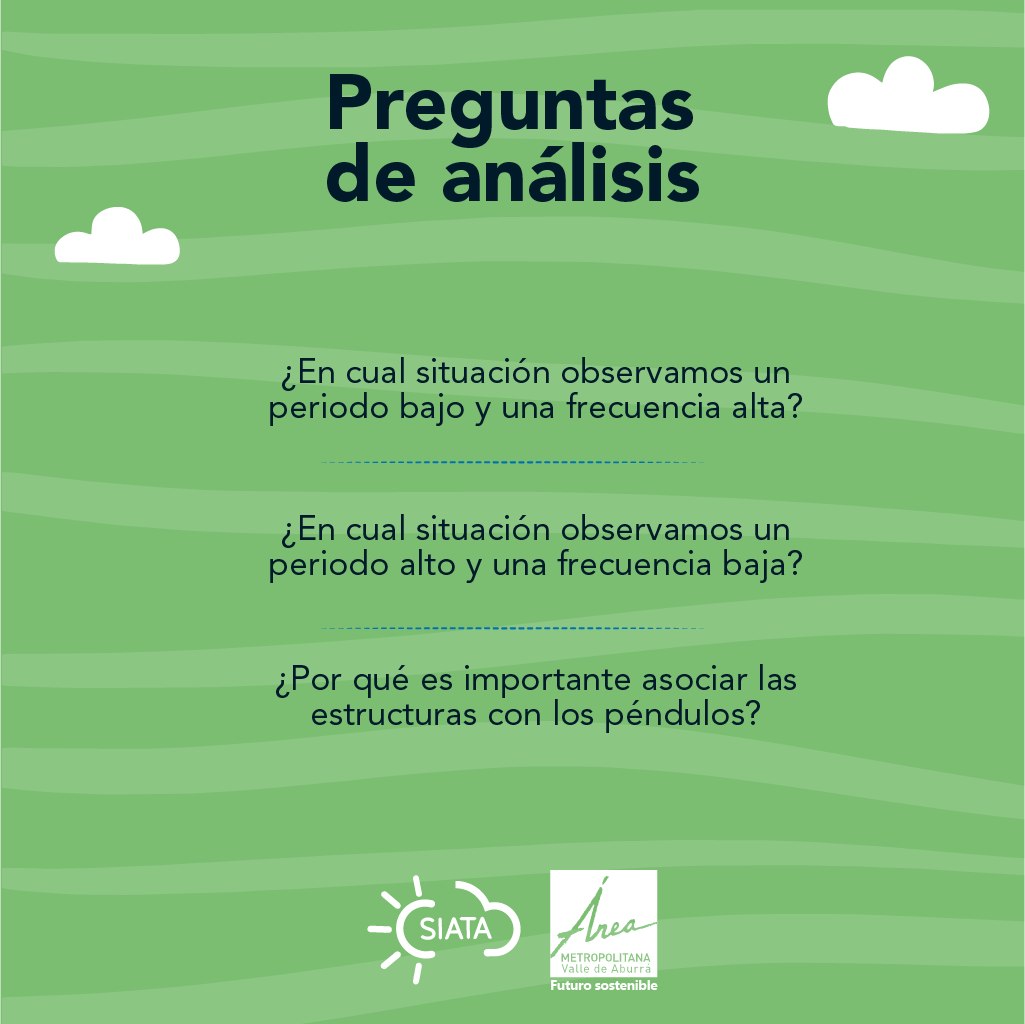 Preguntas
de análisis
¿En cual situación observamos un
periodo bajo y una frecuencia alta?
¿En cual situación observamos un
periodo alto y una frecuencia baja?
¿Por qué es importante asociar las
estructuras con los péndulos?
SIATA
Área
METROPOLITANA
Valle de Aburrá
Futuro sostenible